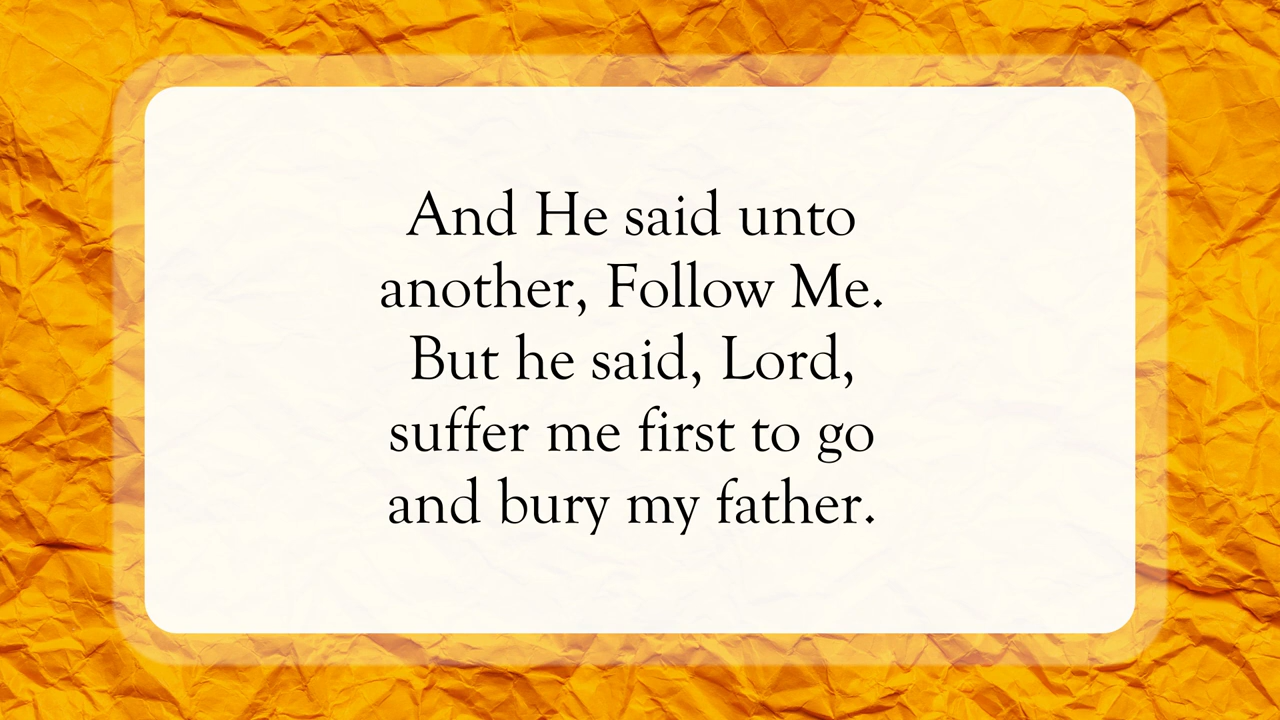 And He said unto
another, Follow Me.
But he said, Lord,
suffer me first to go
and bury my father.